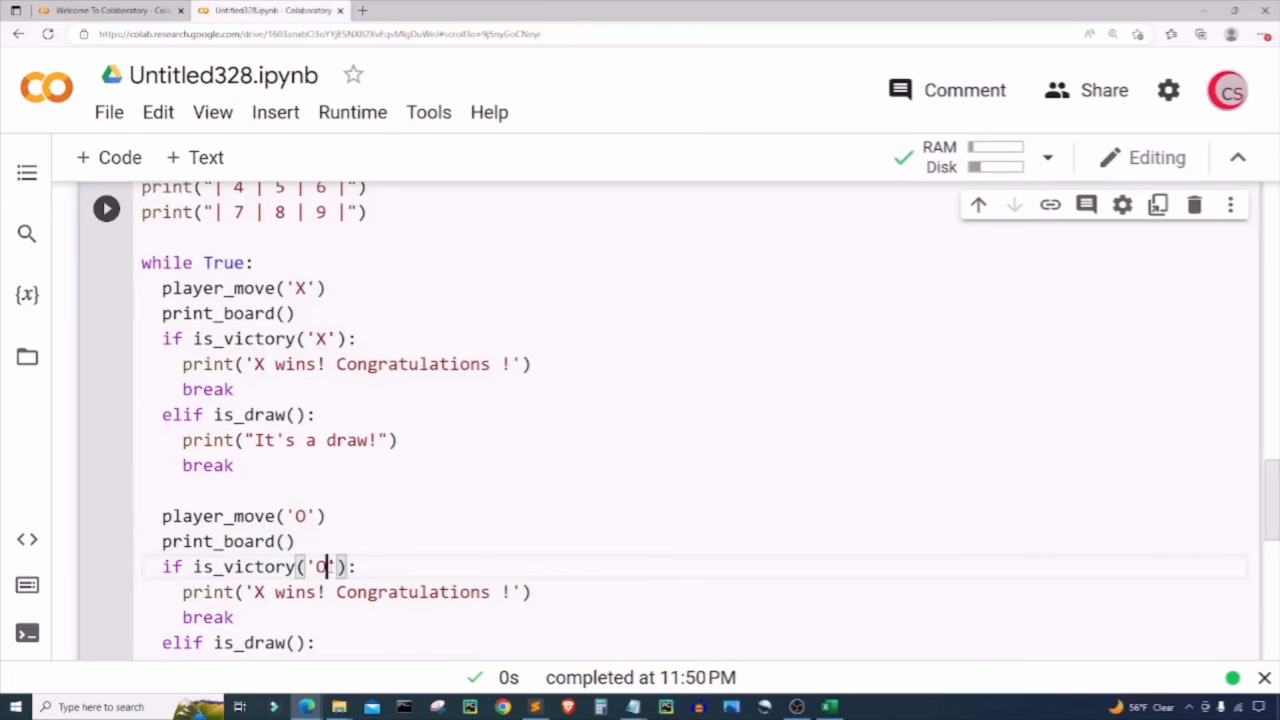 Welcome To Colaboratory - Cola
Untitled328.ipynb - Colaboratory
Untitled328.ipynb
File Edit View Insert Runtime Tools Help
Comment
Share
CS
+ Code + Text
RAM
Disk
Editing
print("| 4 | 5 | 6 |")
print("| 7 | 8 | 9 |")
while True:
player_move('X')
print_board()
if is_victory('X'):
print('X wins! Congratulations !')
break
elif is_draw():
print("It's a draw!")
break
player_move('O')
print_board()
if is_victory('O'):
print('X wins! Congratulations !')
break
elif is_draw():
{x}
0s completed at 11:50 PM
Type here to search
56°F Clear